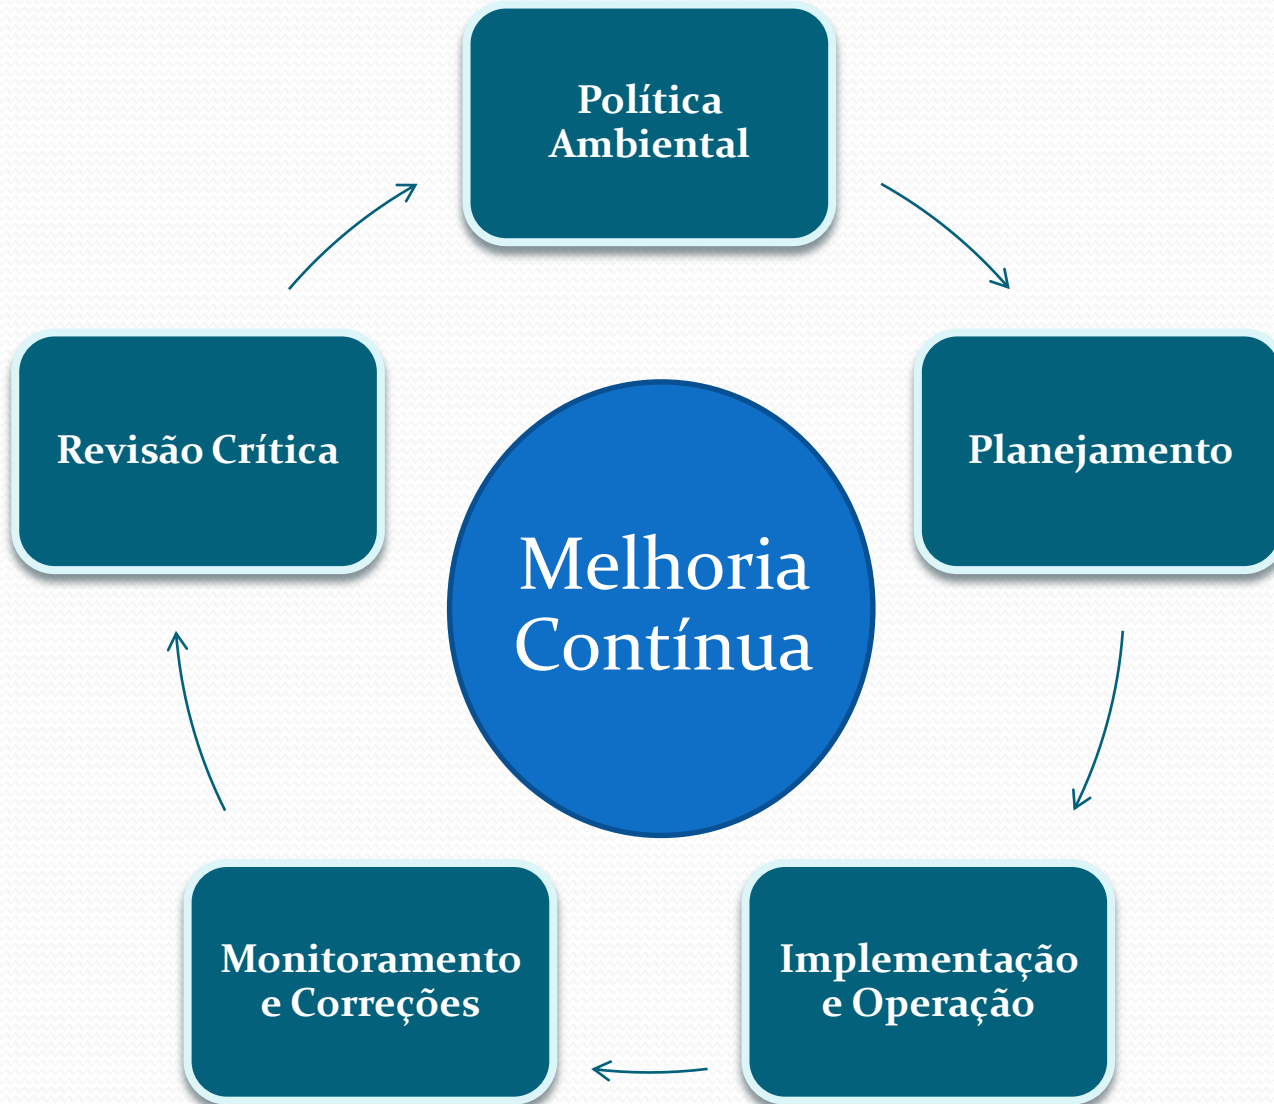 Política
Ambiental
Planejamento
Implementação
e Operação
Monitoramento
e Correções
Revisão Crítica
Melhoria
Contínua